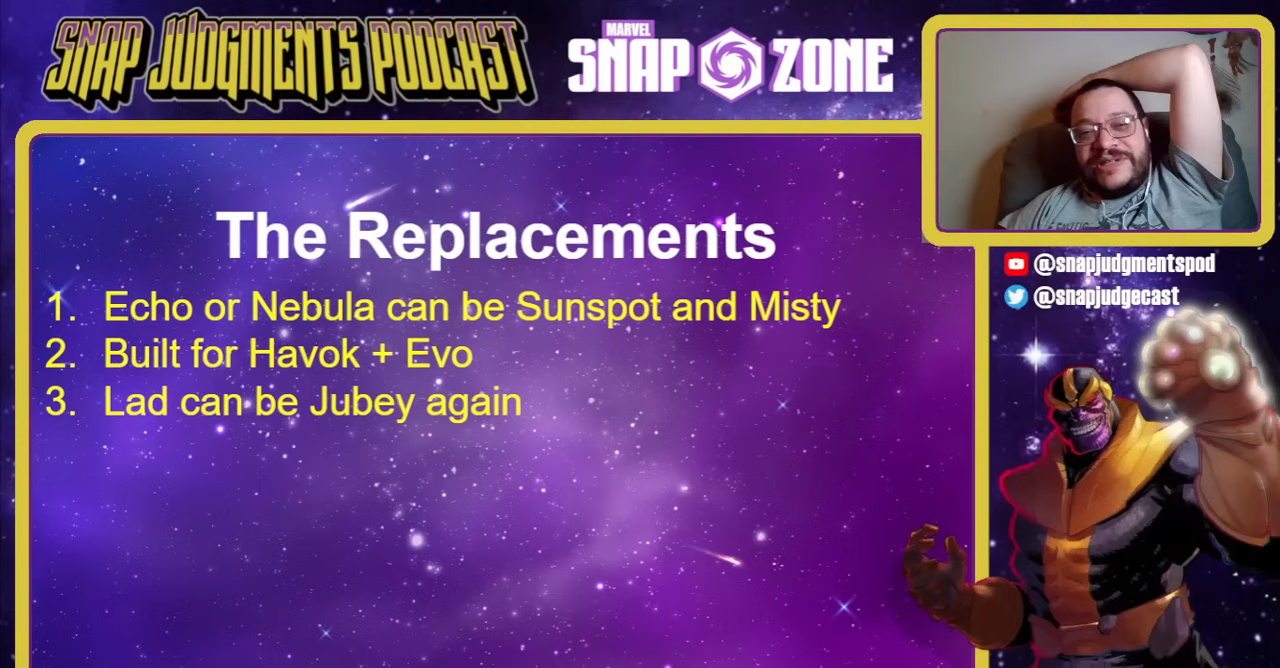 SNAP JUDGMENTS PODCAST
MARVEL
SNAP ZONE
The Replacements
1. Echo or Nebula can be Sunspot and Misty
2. Built for Havok + Evo
3. Lad can be Jubey again
@snapjudgmentspod
@snapjudgecast